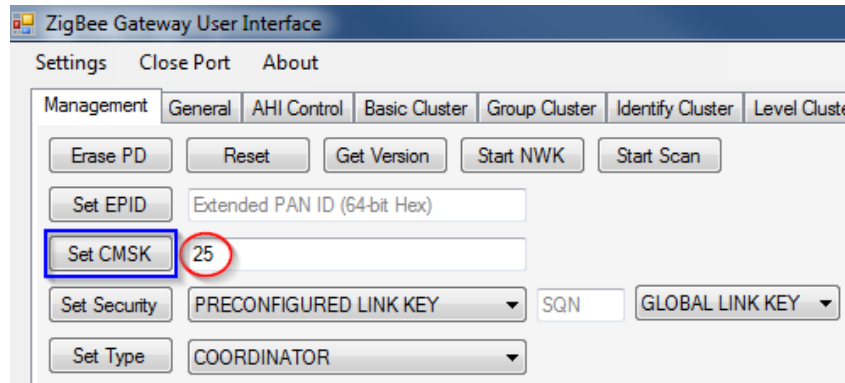 ZigBee Gateway User Interface
Settings Close Port About
Management General AHI Control Basic Cluster Group Cluster Identify Cluster Level
Erase PD Reset Get Version Start NWK Start Scan
Set EPID Extended PAN ID (64-bit Hex)
Set CMSK 25
Set Security PRECONFIGURED LINK KEY SQN GLOBAL LINK KEY
Set Type COORDINATOR